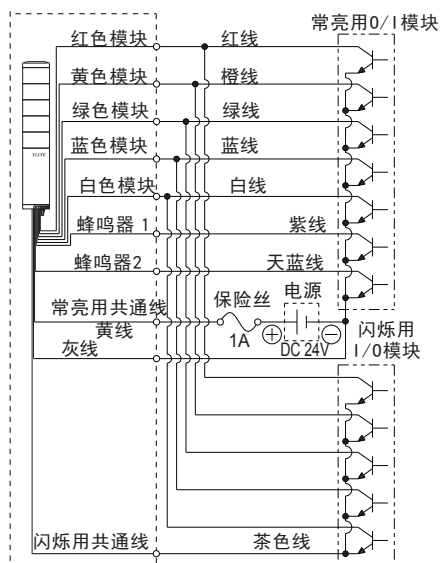 常亮用O/I模块
红色模块 红线
黄色模块 橙线
绿色模块 绿线
蓝色模块 蓝线
白色模块 白线
TLITE
蜂鸣器 1 紫线
蜂鸣器2 天蓝线
常亮用共通线 保险丝 电源
黄线 1A + − DC 24V
灰线
闪烁用
I/O模块
闪烁用共通线 茶色线